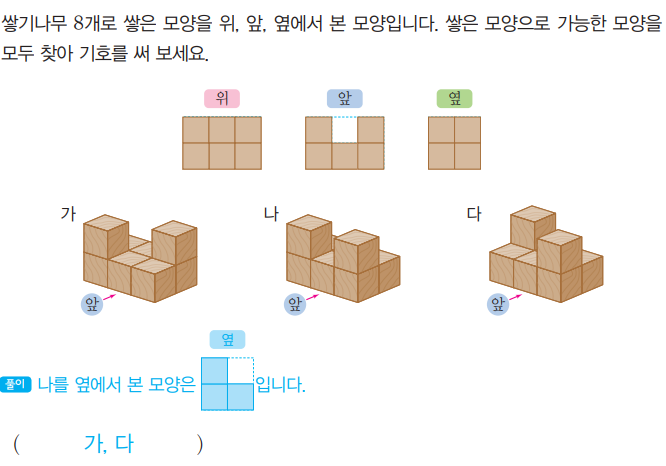 쌓기나무 8개로 쌓은 모양을 위, 앞, 옆에서 본 모양입니다. 쌓은 모양으로 가능한 모양을
모두 찾아 기호를 써 보세요.
위 앞 옆
가 나 다
앞 앞 앞
옆
풀이 나를 옆에서 본 모양은 입니다.
( 가, 다 )